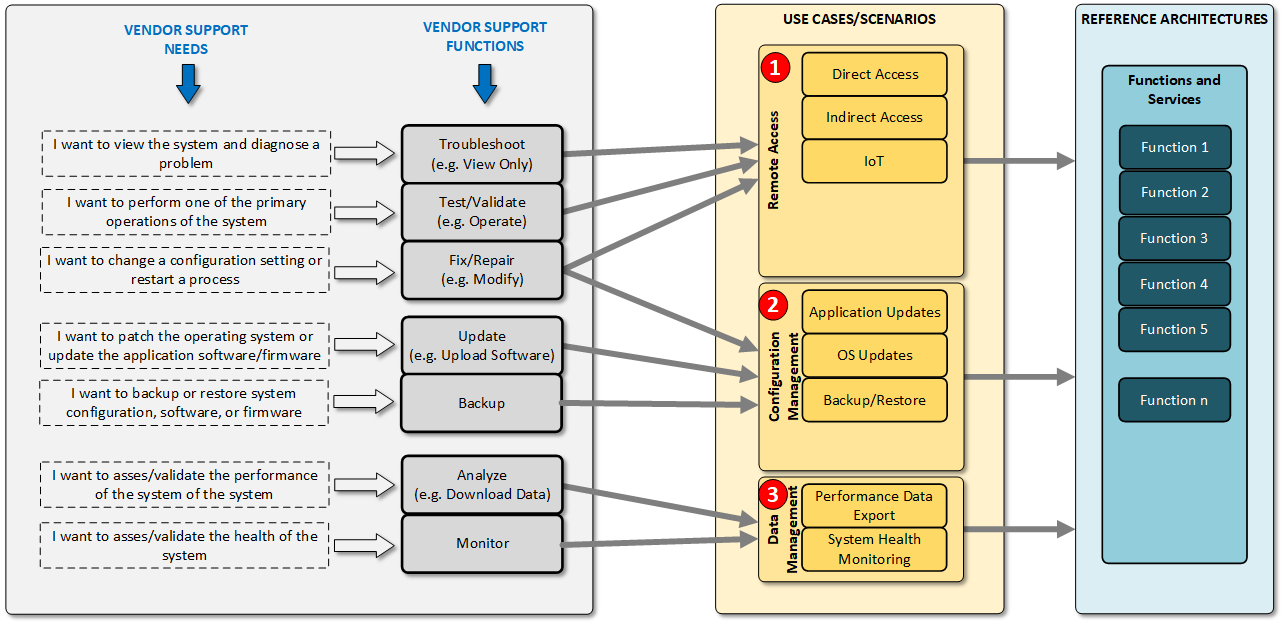 VENDOR SUPPORT
NEEDS
VENDOR SUPPORT
FUNCTIONS
I want to view the system and diagnose a
problem
Troubleshoot
(e.g. View Only)
I want to perform one of the primary
operations of the system
Test/Validate
(e.g. Operate)
I want to change a configuration setting or
restart a process
Fix/Repair
(e.g. Modify)
I want to patch the operating system or
update the application software/firmware
Update
(e.g. Upload Software)
I want to backup or restore system
configuration, software, or firmware
Backup
I want to asses/validate the performance
of the system of the system
Analyze
(e.g. Download Data)
I want to asses/validate the health of the
system
Monitor
USE CASES/SCENARIOS
1
Remote Access
Direct Access
Indirect Access
IoT
2
Configuration
Management
Application Updates
OS Updates
Backup/Restore
3
Data
Management
Performance Data
Export
System Health
Monitoring
REFERENCE ARCHITECTURES
Functions and
Services
Function 1
Function 2
Function 3
Function 4
Function 5
Function n